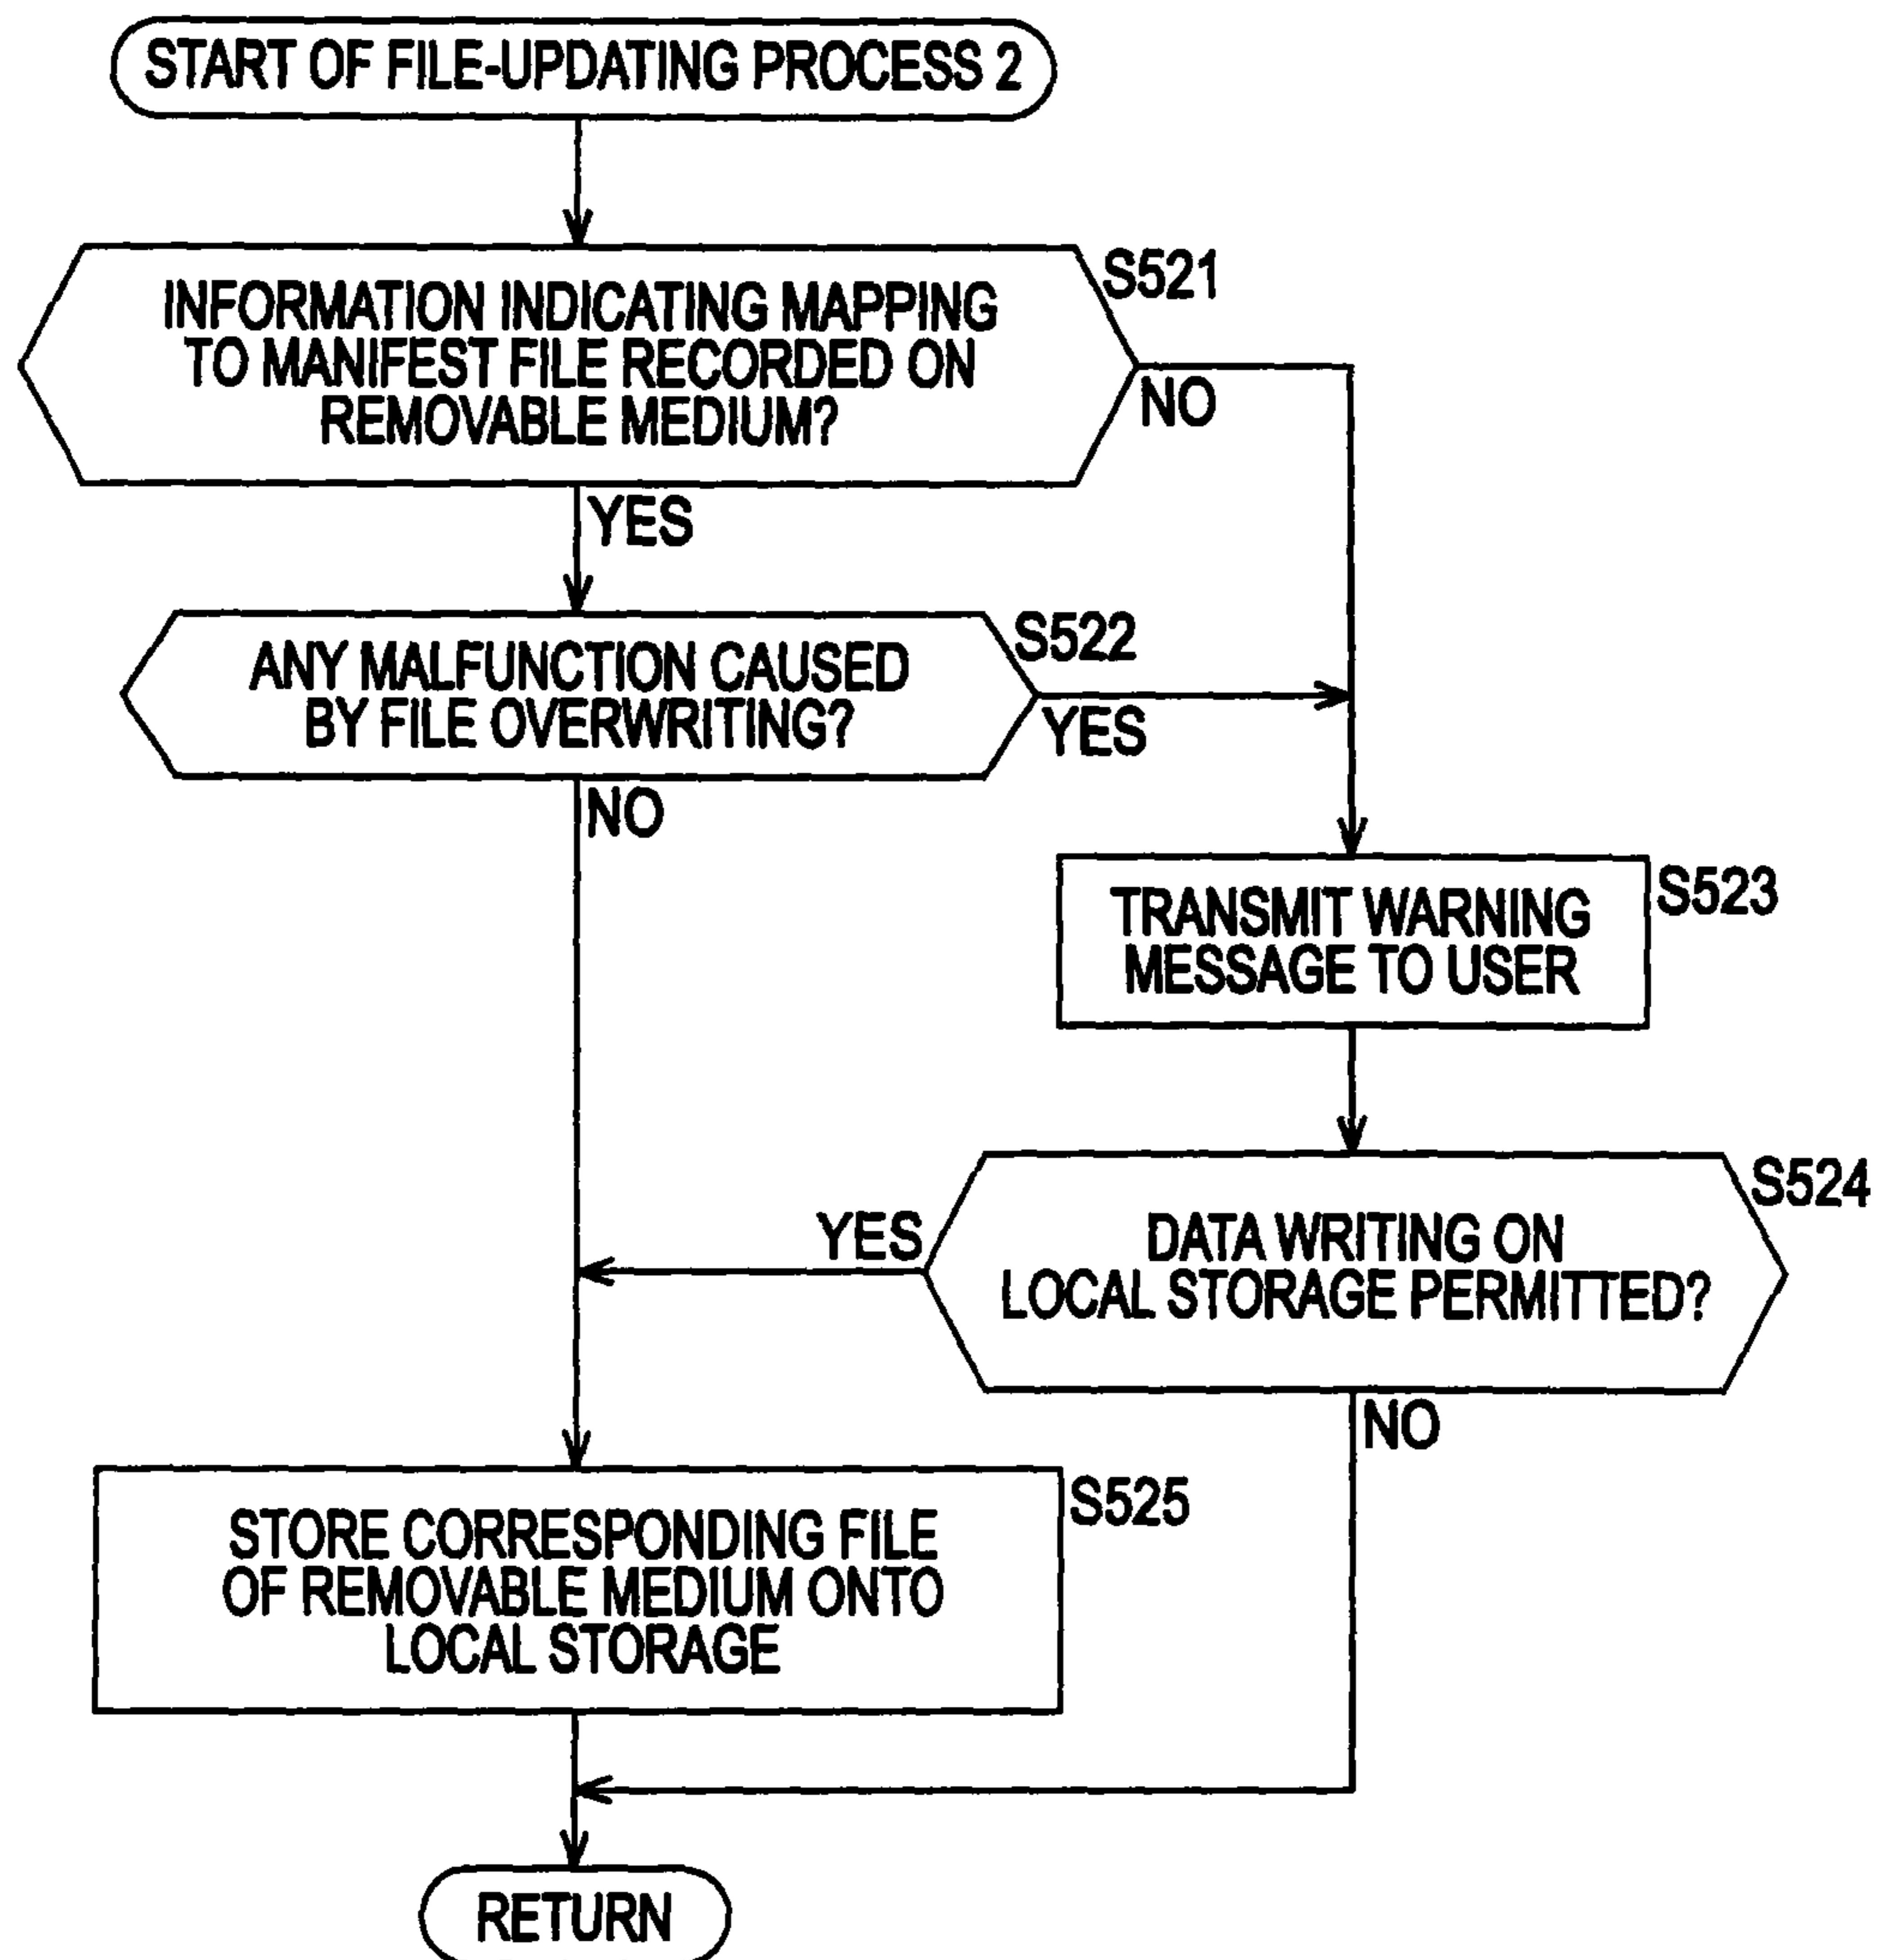 START OF FILE-UPDATING PROCESS 2
S521
INFORMATION INDICATING MAPPING
TO MANIFEST FILE RECORDED ON
REMOVABLE MEDIUM?
NO
YES
S522
ANY MALFUNCTION CAUSED
BY FILE OVERWRITING?
YES
NO
S523
TRANSMIT WARNING
MESSAGE TO USER
S524
YES
DATA WRITING ON
LOCAL STORAGE PERMITTED?
NO
S525
STORE CORRESPONDING FILE
OF REMOVABLE MEDIUM ONTO
LOCAL STORAGE
RETURN